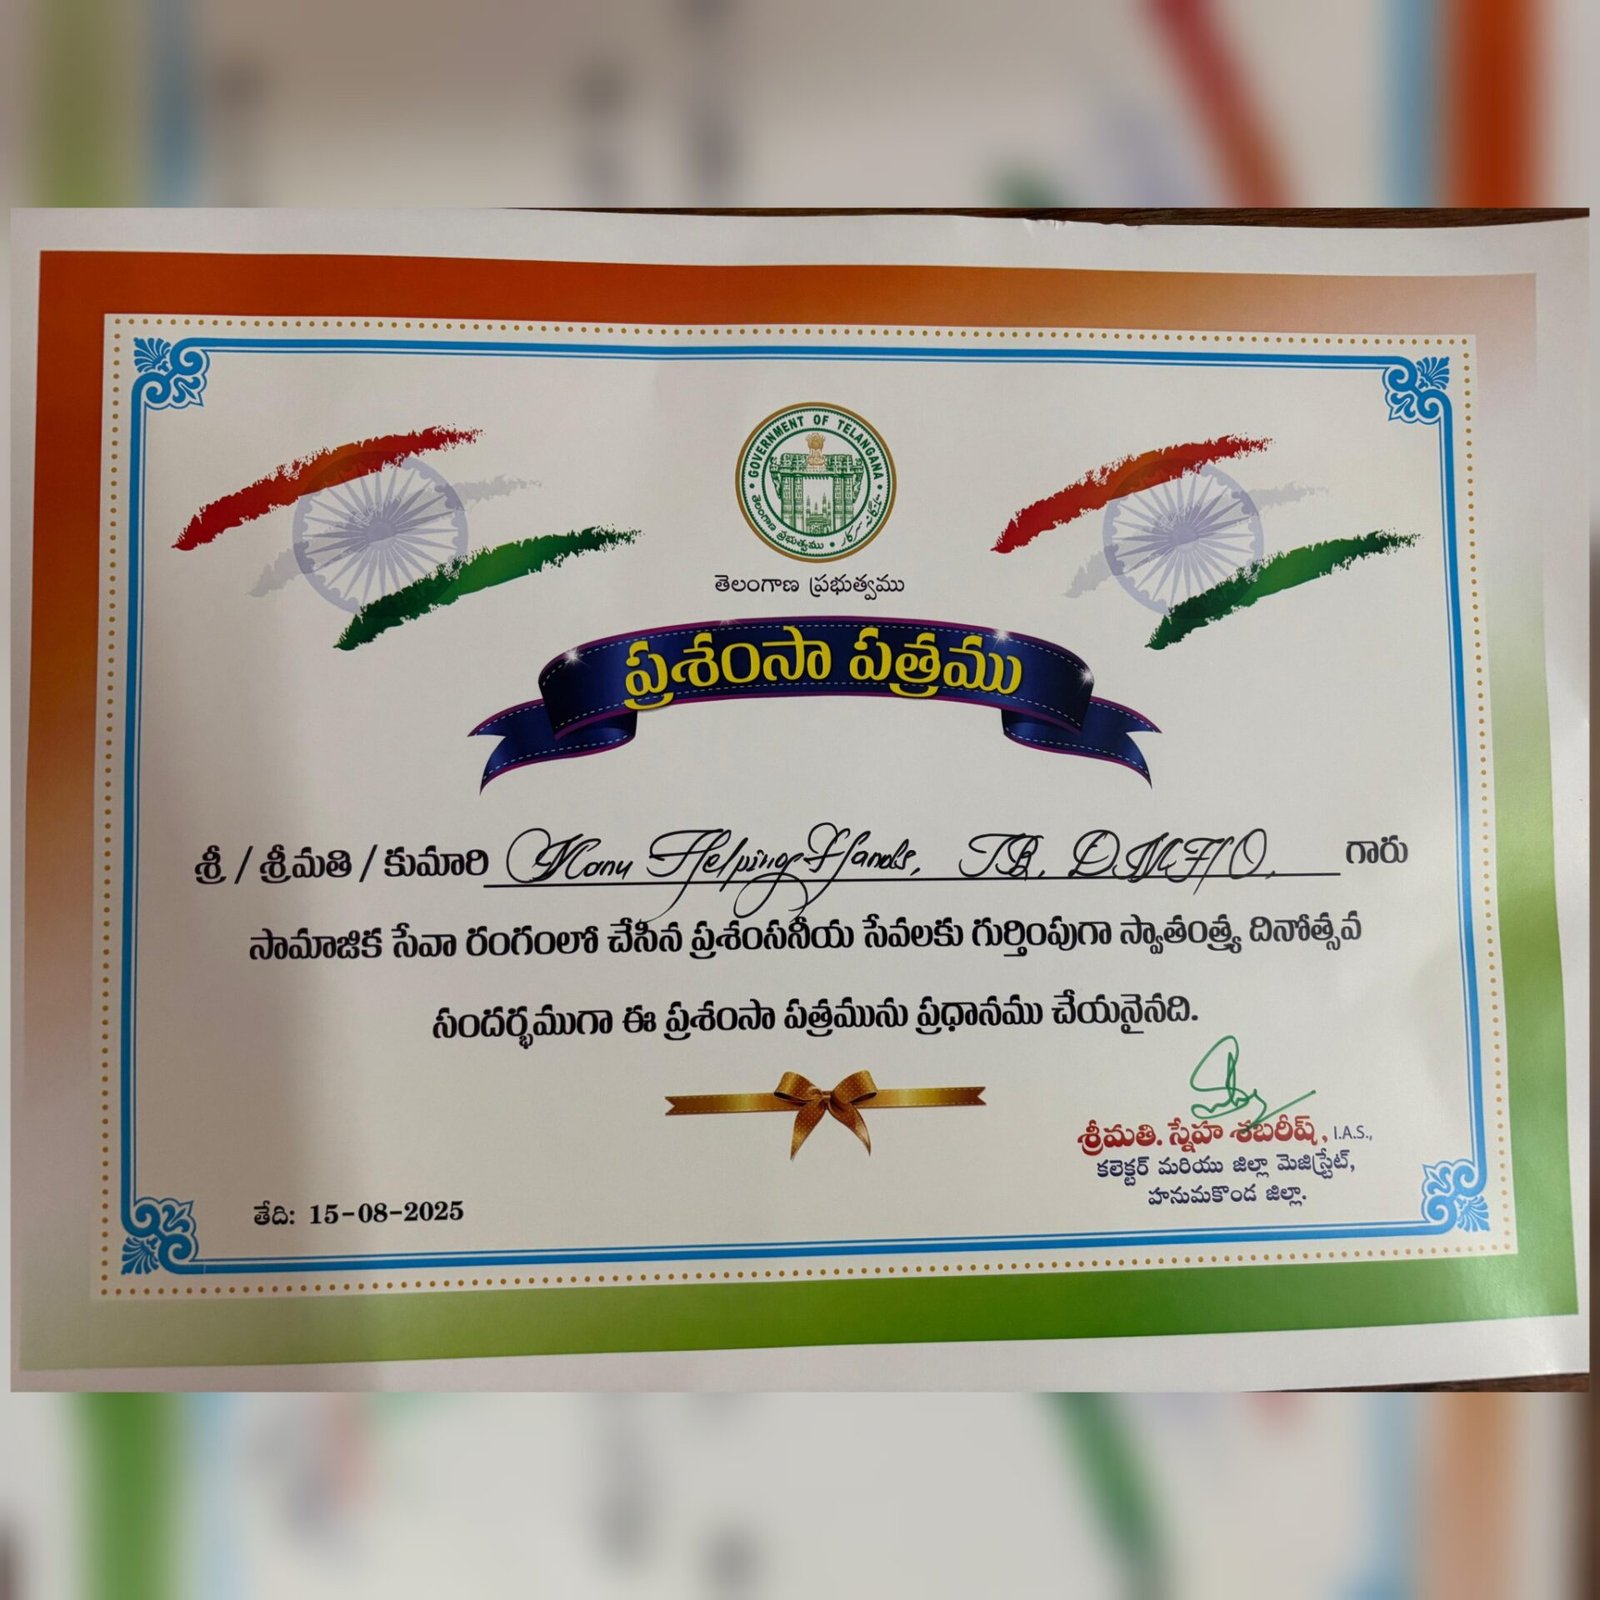 GOVERNMENT OF TELANGANA
తెలంగాణ ప్రభుత్వము
తెలంగాణ ప్రభుత్వము
ప్రశంసా పత్రము
శ్రీ / శ్రీమతి / కుమారి Manu Helping Hands, TB, DM&HO. గారు
సామాజిక సేవా రంగంలో చేసిన ప్రశంసనీయ సేవలకు గుర్తింపుగా స్వాతంత్ర్య దినోత్సవ
సందర్భముగా ఈ ప్రశంసా పత్రమును ప్రధానము చేయనైనది.
శ్రీమతి. స్నేహ శబరీష్, I.A.S.,
కలెక్టర్ మరియు జిల్లా మెజిస్ట్రేట్,
హనుమకొండ జిల్లా.
తేది: 15-08-2025